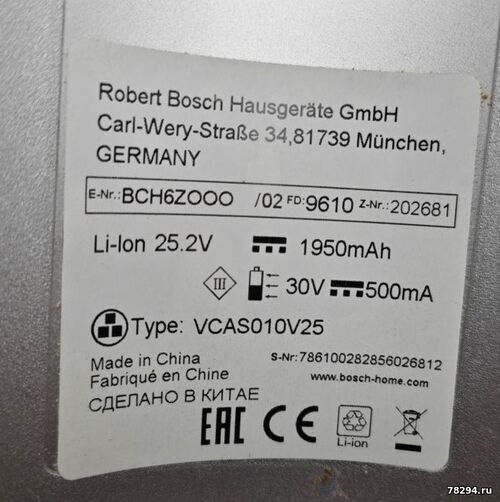 Robert Bosch Hausgeräte GmbH
Carl-Wery-Straße 34,81739 München,
GERMANY
E-Nr.:BCH6ZOOO /02 FD:9610 Z-Nr.:202681
Li-Ion 25.2V 1950mAh
III 30V 500mA
Type: VCAS010V25
Made in China S-Nr:786100282856026812
Fabriqué en Chine www.bosch-home.com
СДЕЛАНО В КИТАЕ
EAC CE Li-ion
78294.ru